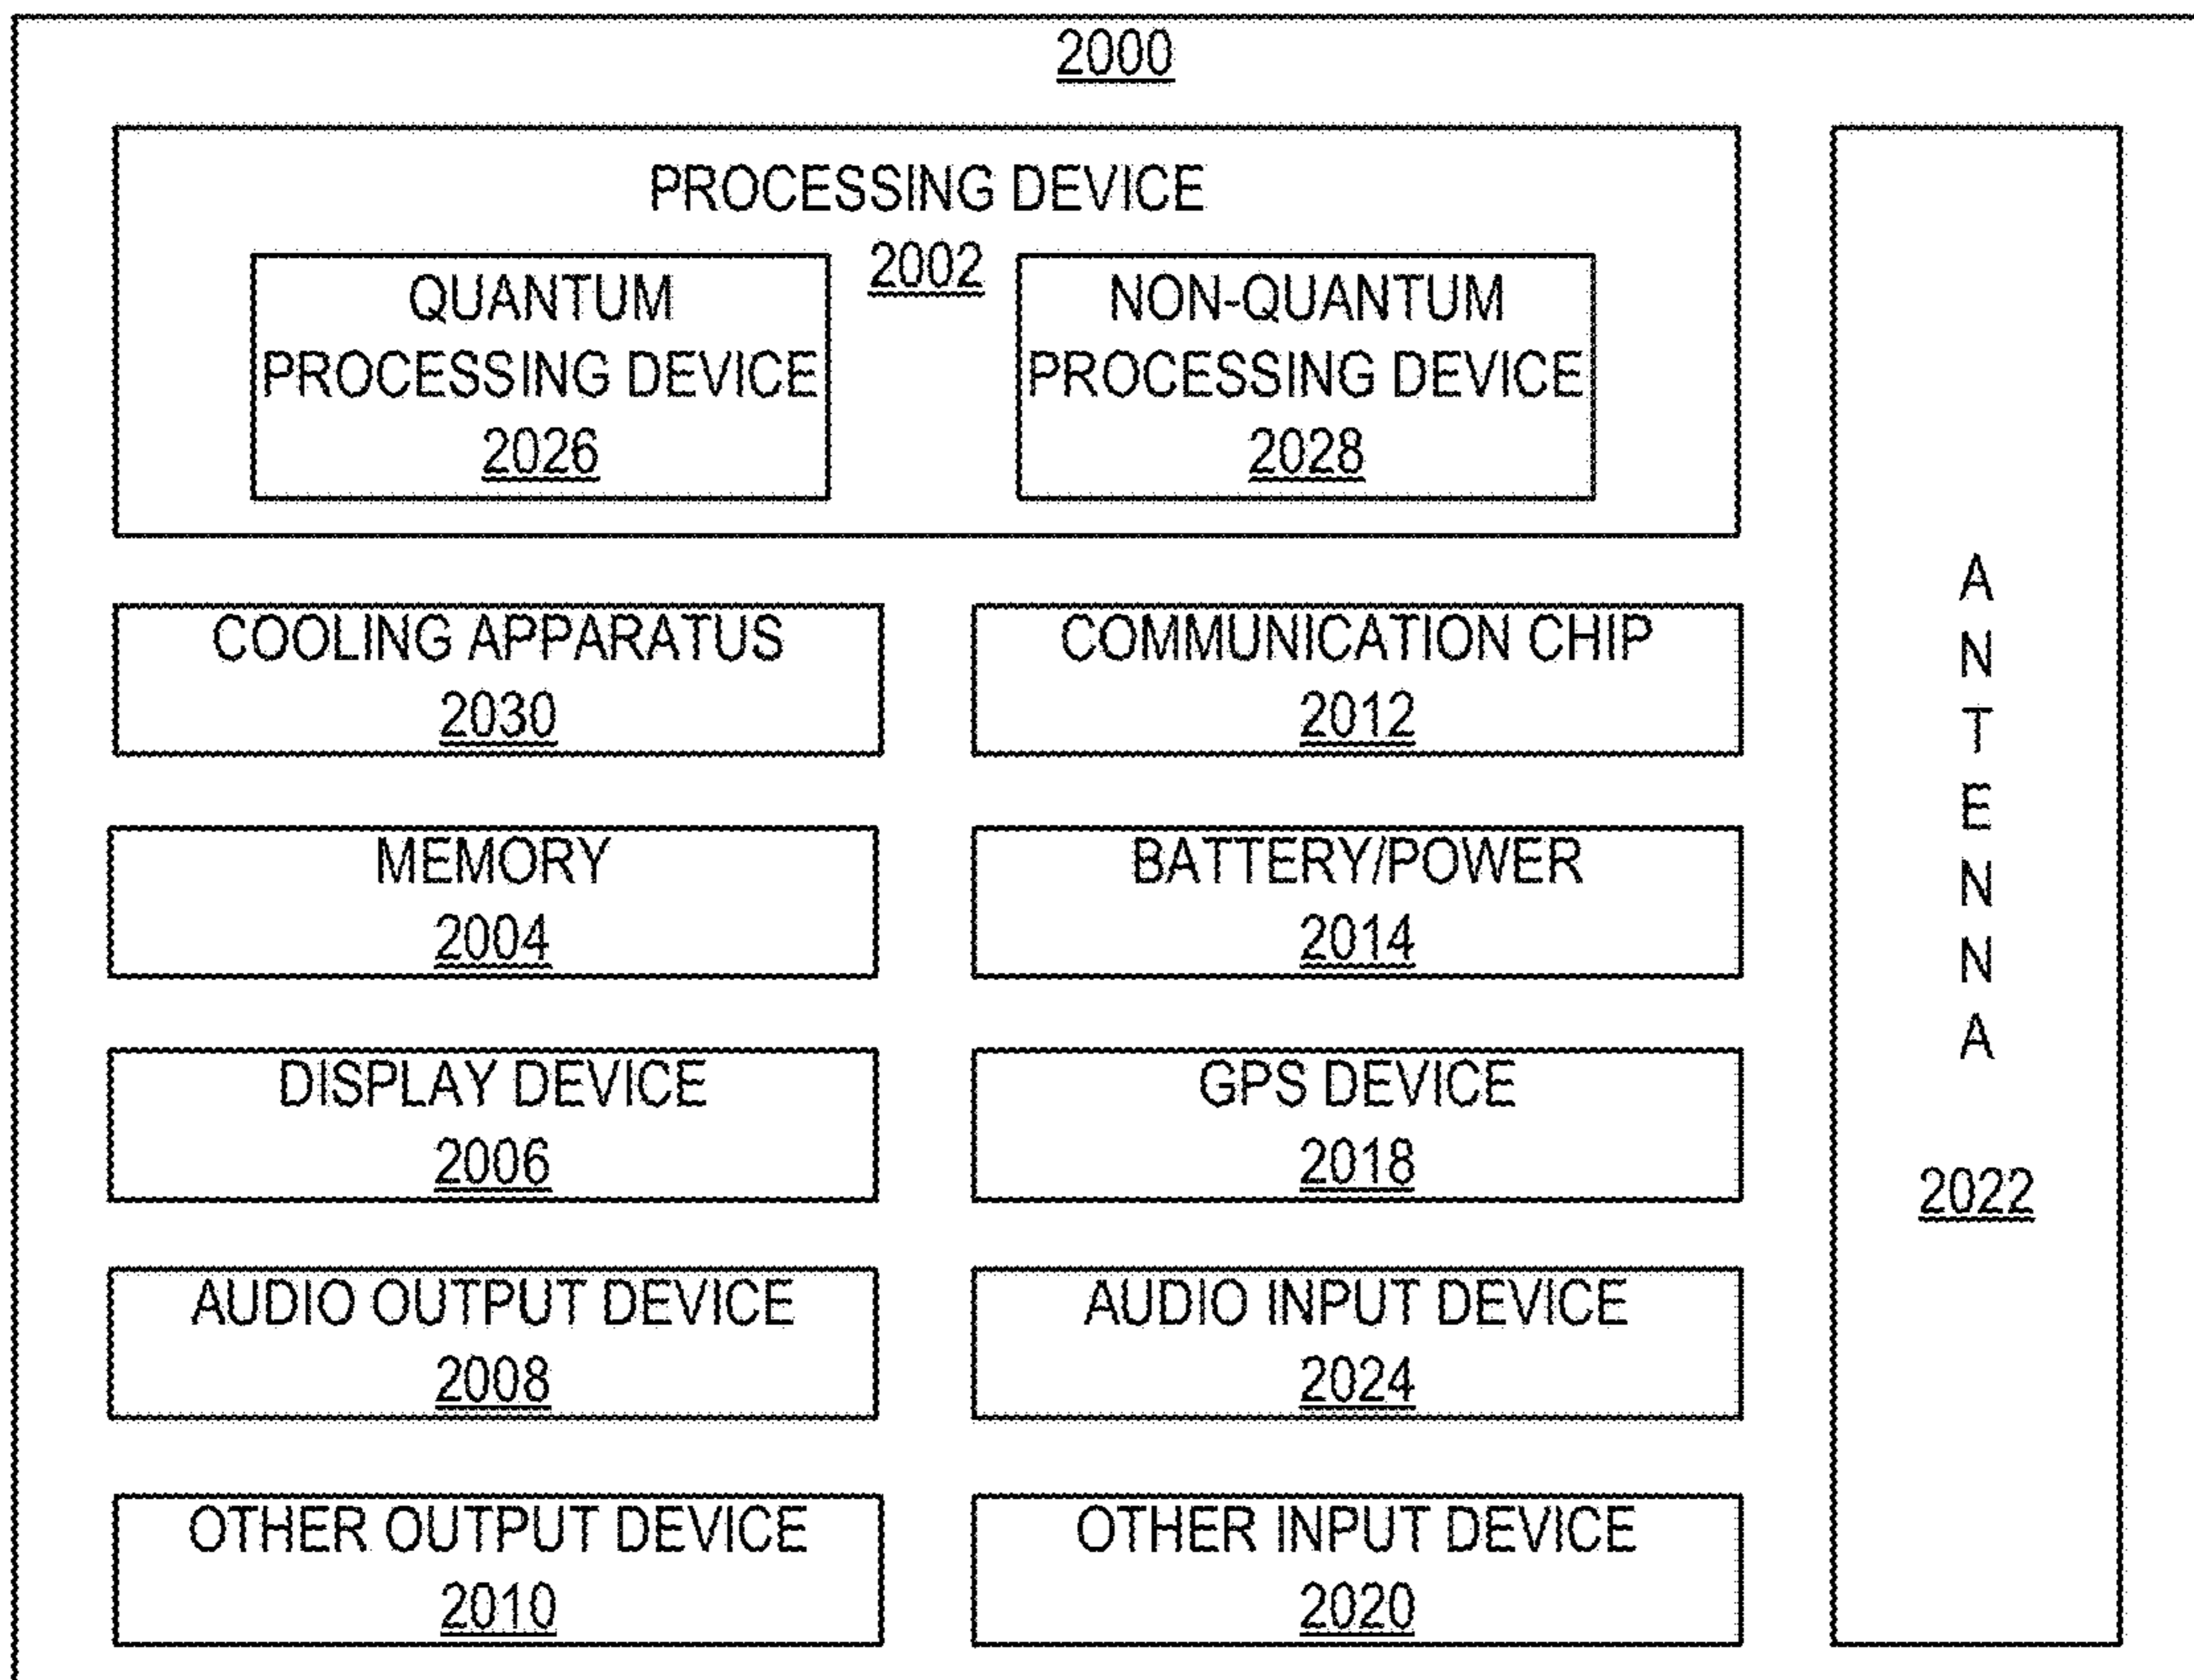 2000
PROCESSING DEVICE
2002
QUANTUM
PROCESSING DEVICE
2026
NON-QUANTUM
PROCESSING DEVICE
2028
COOLING APPARATUS
2030
COMMUNICATION CHIP
2012
MEMORY
2004
BATTERY/POWER
2014
DISPLAY DEVICE
2006
GPS DEVICE
2018
AUDIO OUTPUT DEVICE
2008
AUDIO INPUT DEVICE
2024
OTHER OUTPUT DEVICE
2010
OTHER INPUT DEVICE
2020
ANTENNA
2022